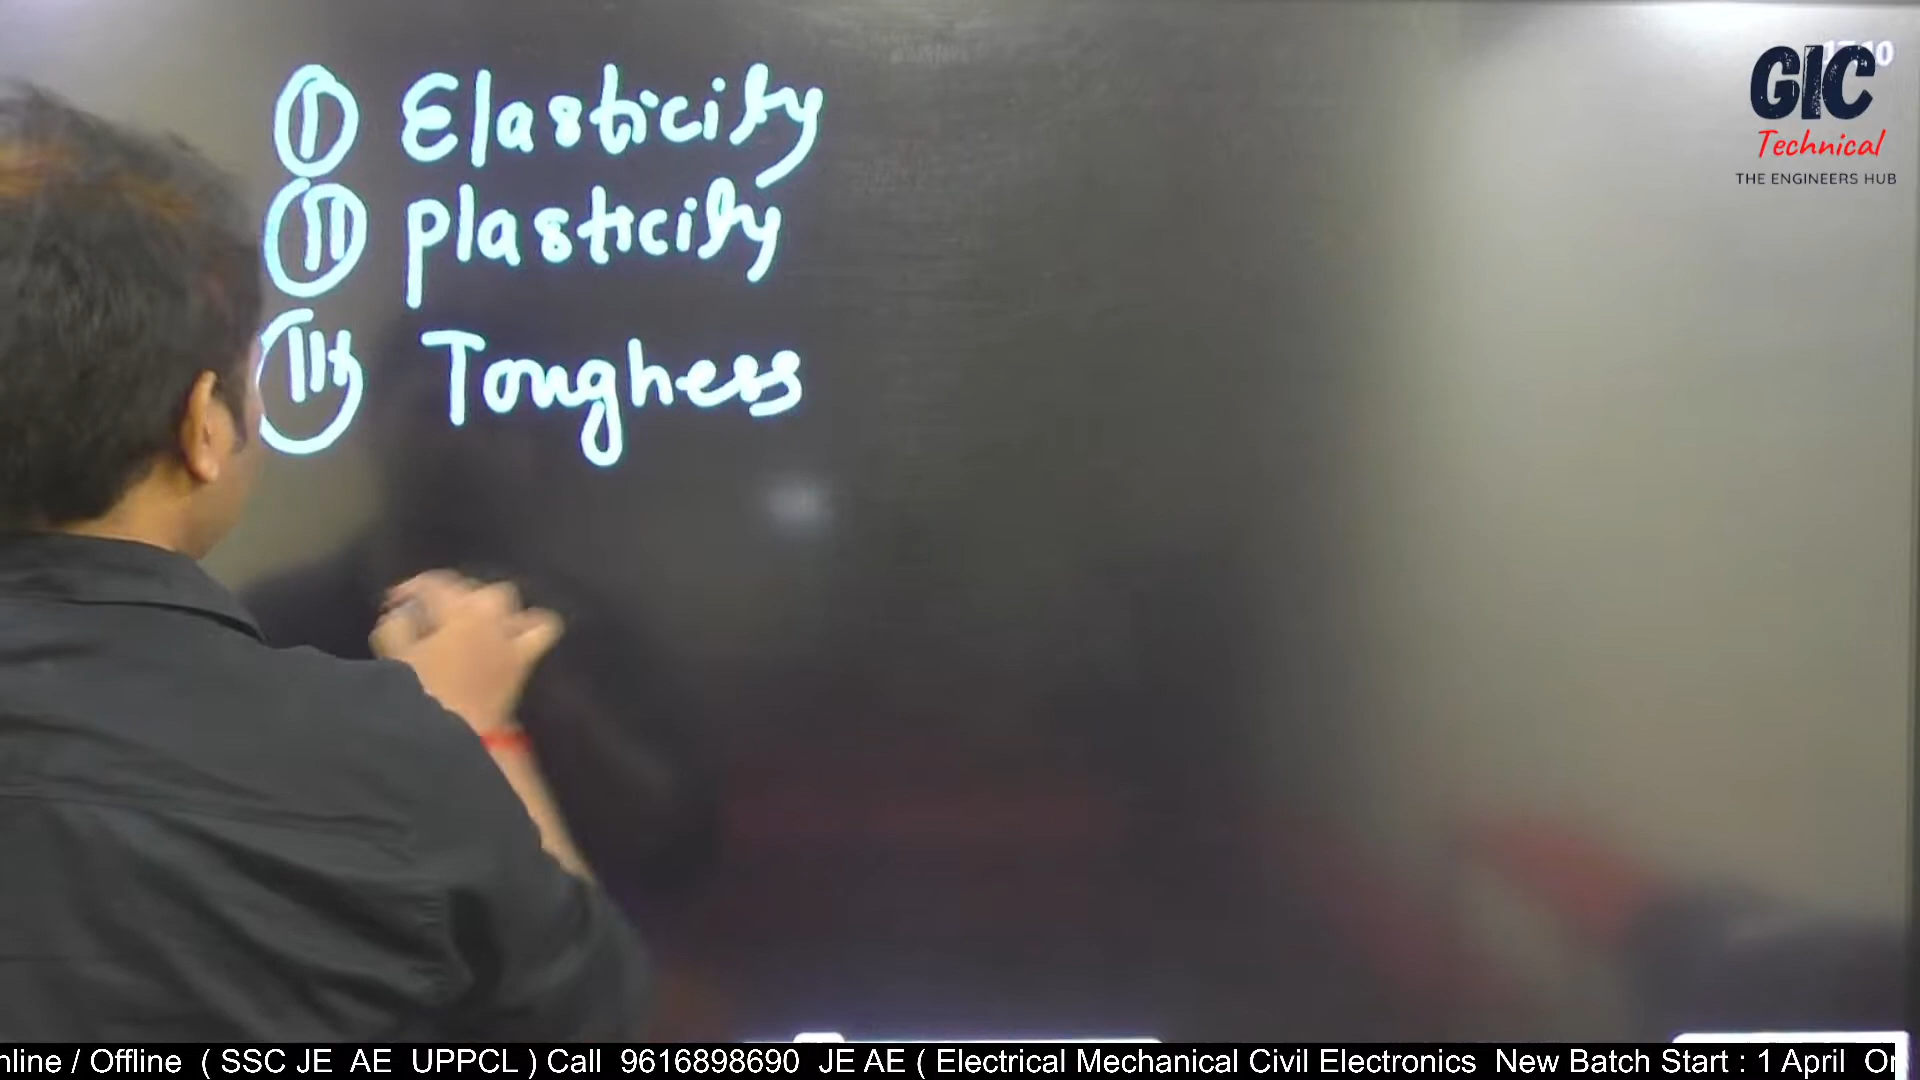 I Elasticity
II Plasticity
III Toughess
GIC
Technical
THE ENGINEERS HUB
nline / Offline ( SSC JE AE UPPCL ) Call 9616898690 JE AE ( Electrical Mechanical Civil Electronics New Batch Start : 1 April